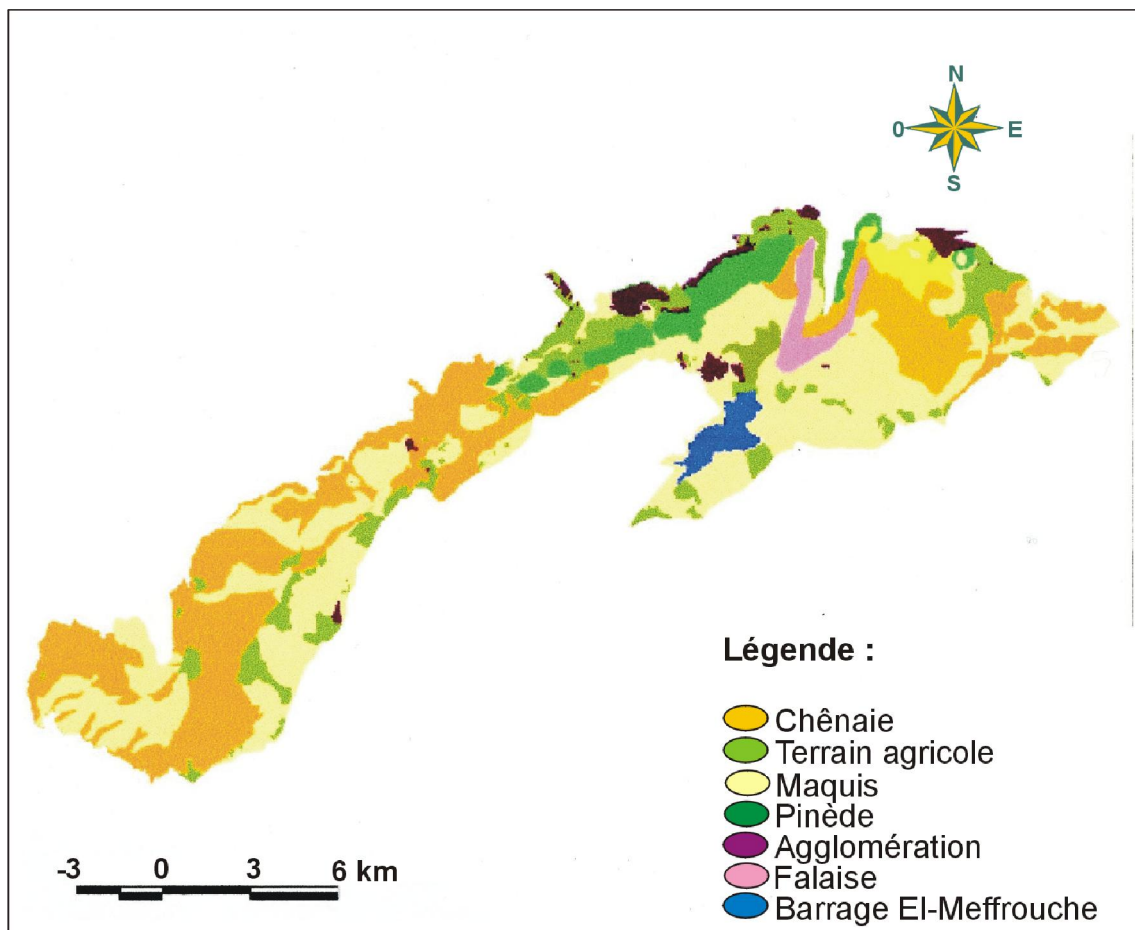 N
0 E
S
Légende :
Chênaie
Terrain agricole
Maquis
Pinède
Agglomération
Falaise
Barrage El-Meffrouche
-3 0 3 6 km